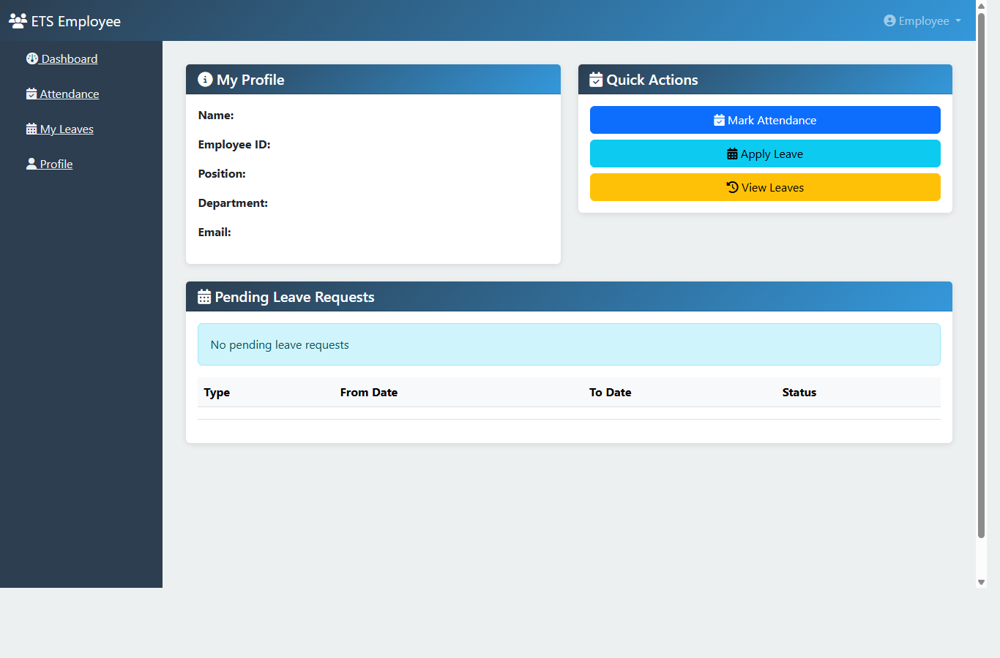 ETS Employee
Employee
Dashboard
Attendance
My Leaves
Profile
My Profile
Name:
Employee ID:
Position:
Department:
Email:
Quick Actions
Mark Attendance
Apply Leave
View Leaves
Pending Leave Requests
No pending leave requests
Type From Date To Date Status